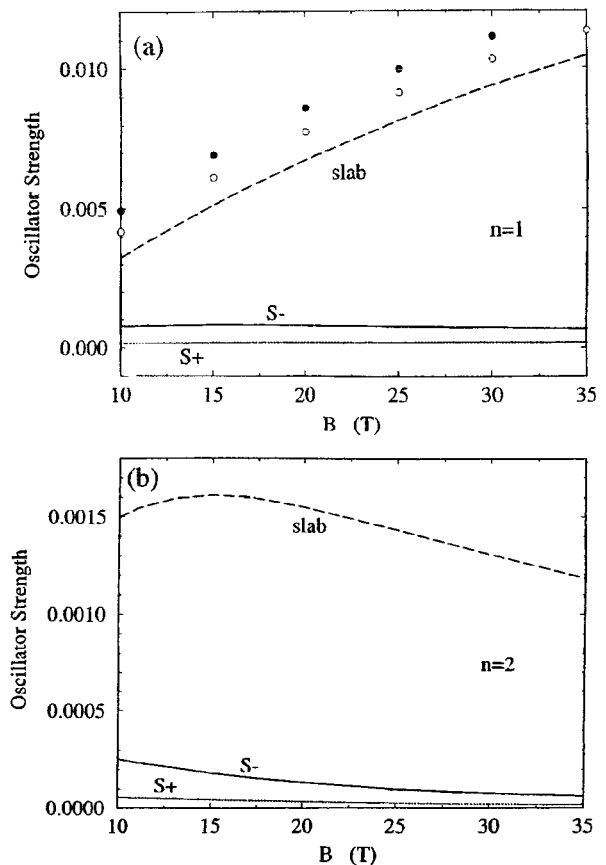 (a)
0.010
0.005
0.000
Oscillator Strength
slab
n=1
S-
S+
10 15 20 25 30 35
B (T)
(b)
0.0015
0.0010
0.0005
0.0000
Oscillator Strength
slab
n=2
S-
S+
10 15 20 25 30 35
B (T)